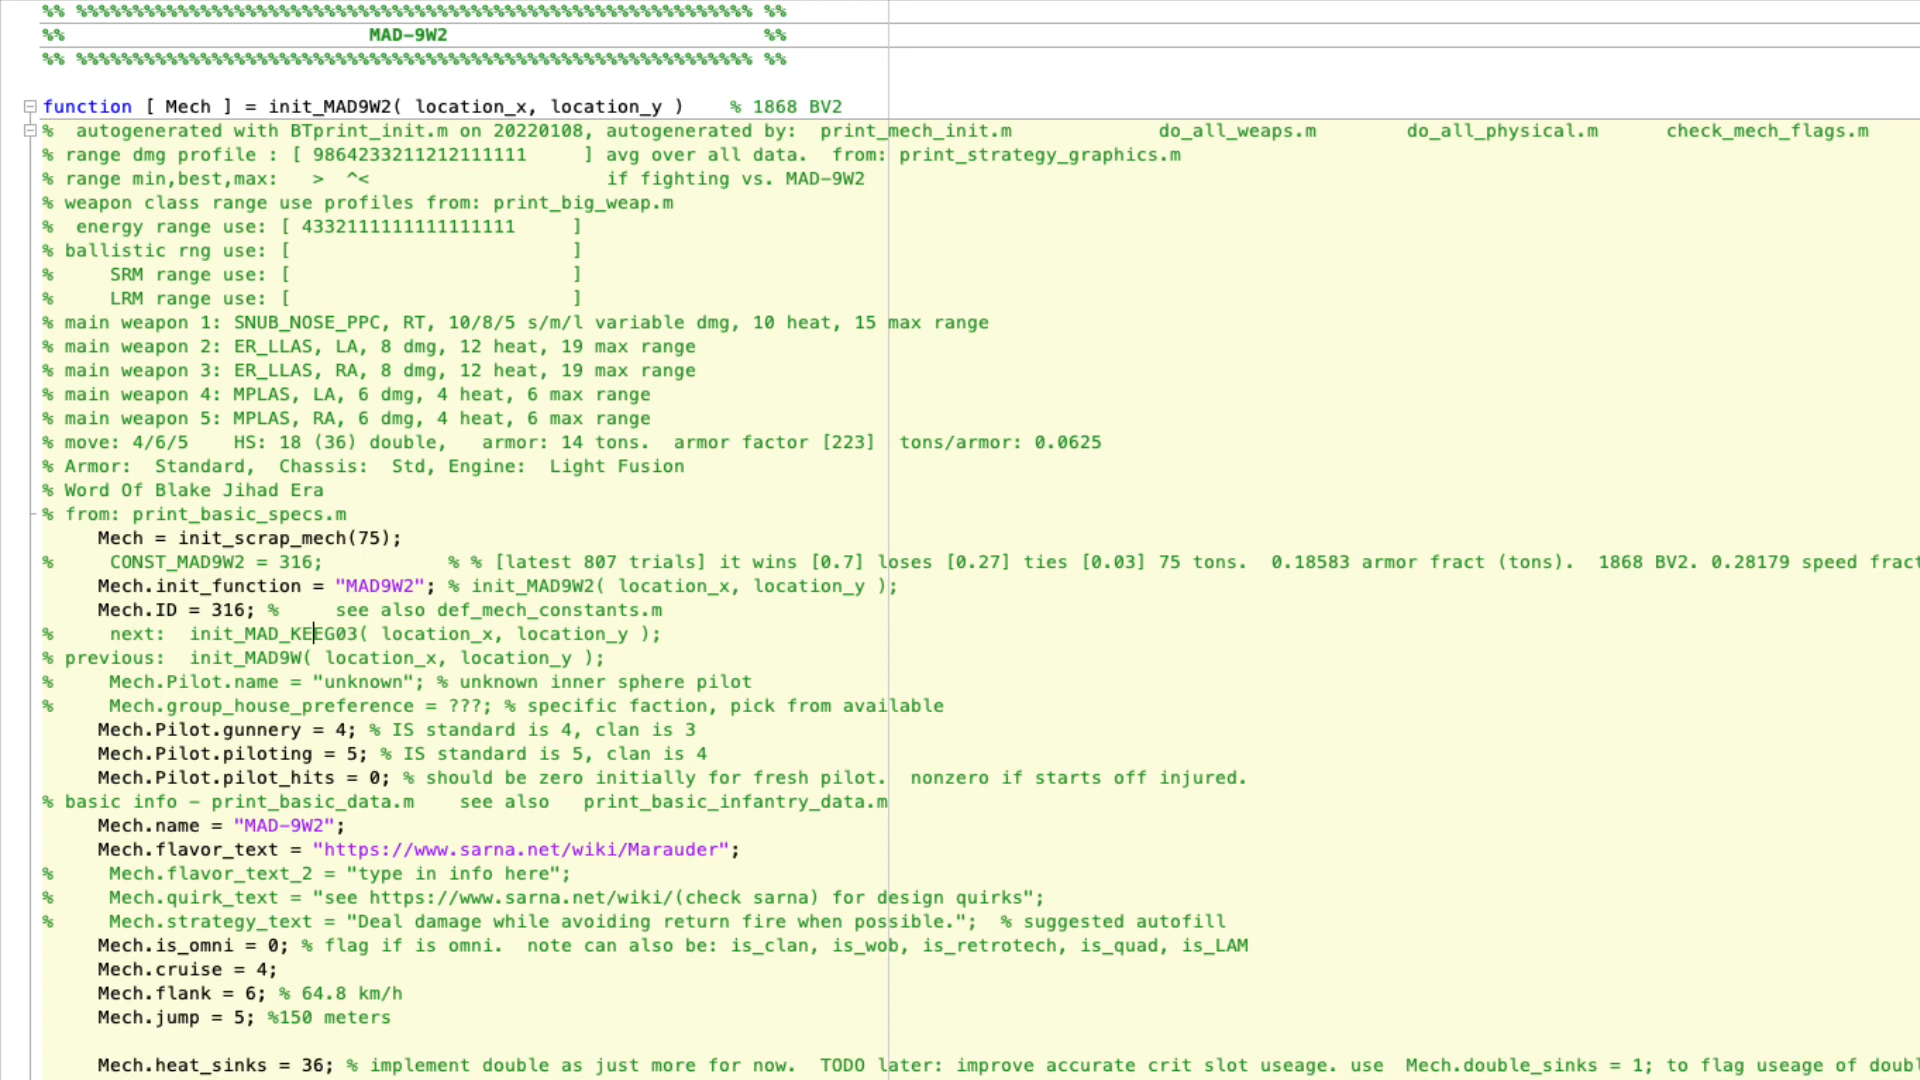 %% %%%%%%%%%%%%%%%%%%%%%%%%%%%%%%%%%%%%%%%%%%%%%%%%%%%%%%%%%%%% %%
%%                           MAD-9W2                            %%
%% %%%%%%%%%%%%%%%%%%%%%%%%%%%%%%%%%%%%%%%%%%%%%%%%%%%%%%%%%%%% %%
function [ Mech ] = init_MAD9W2( location_x, location_y )    % 1868 BV2
%  autogenerated with BTprint_init.m on 20220108, autogenerated by:  print_mech_init.m             do_all_weaps.m        do_all_physical.m      check_mech_flags.m
% range dmg profile : [ 9864233211212111111     ] avg over all data.  from: print_strategy_graphics.m
% range min,best,max:   >  ^<                     if fighting vs. MAD-9W2
% weapon class range use profiles from: print_big_weap.m
%  energy range use: [ 4332111111111111111     ]
% ballistic rng use: [                         ]
%     SRM range use: [                         ]
%     LRM range use: [                         ]
% main weapon 1: SNUB_NOSE_PPC, RT, 10/8/5 s/m/l variable dmg, 10 heat, 15 max range
% main weapon 2: ER_LLAS, LA, 8 dmg, 12 heat, 19 max range
% main weapon 3: ER_LLAS, RA, 8 dmg, 12 heat, 19 max range
% main weapon 4: MPLAS, LA, 6 dmg, 4 heat, 6 max range
% main weapon 5: MPLAS, RA, 6 dmg, 4 heat, 6 max range
% move: 4/6/5    HS: 18 (36) double,   armor: 14 tons.  armor factor [223]  tons/armor: 0.0625
% Armor:  Standard,  Chassis:  Std, Engine:  Light Fusion
% Word Of Blake Jihad Era
% from: print_basic_specs.m
     Mech = init_scrap_mech(75);
%     CONST_MAD9W2 = 316;           % % [latest 807 trials] it wins [0.7] loses [0.27] ties [0.03] 75 tons.  0.18583 armor fract (tons).  1868 BV2. 0.28179 speed fract
     Mech.init_function = "MAD9W2"; % init_MAD9W2( location_x, location_y );
     Mech.ID = 316; %     see also def_mech_constants.m
%     next:  init_MAD_KEEG03( location_x, location_y );
% previous:  init_MAD9W( location_x, location_y );
%     Mech.Pilot.name = "unknown"; % unknown inner sphere pilot
%     Mech.group_house_preference = ???; % specific faction, pick from available
     Mech.Pilot.gunnery = 4; % IS standard is 4, clan is 3
     Mech.Pilot.piloting = 5; % IS standard is 5, clan is 4
     Mech.Pilot.pilot_hits = 0; % should be zero initially for fresh pilot.  nonzero if starts off injured.
% basic info – print_basic_data.m    see also   print_basic_infantry_data.m
     Mech.name = "MAD-9W2";
     Mech.flavor_text = "https://www.sarna.net/wiki/Marauder";
%     Mech.flavor_text_2 = "type in info here";
%     Mech.quirk_text = "see https://www.sarna.net/wiki/(check sarna) for design quirks";
%     Mech.strategy_text = "Deal damage while avoiding return fire when possible.";  % suggested autofill
     Mech.is_omni = 0; % flag if is omni.  note can also be: is_clan, is_wob, is_retrotech, is_quad, is_LAM
     Mech.cruise = 4;
     Mech.flank = 6; % 64.8 km/h
     Mech.jump = 5; %150 meters
     Mech.heat_sinks = 36; % implement double as just more for now.  TODO later: improve accurate crit slot useage. use  Mech.double_sinks = 1; to flag useage of doubl